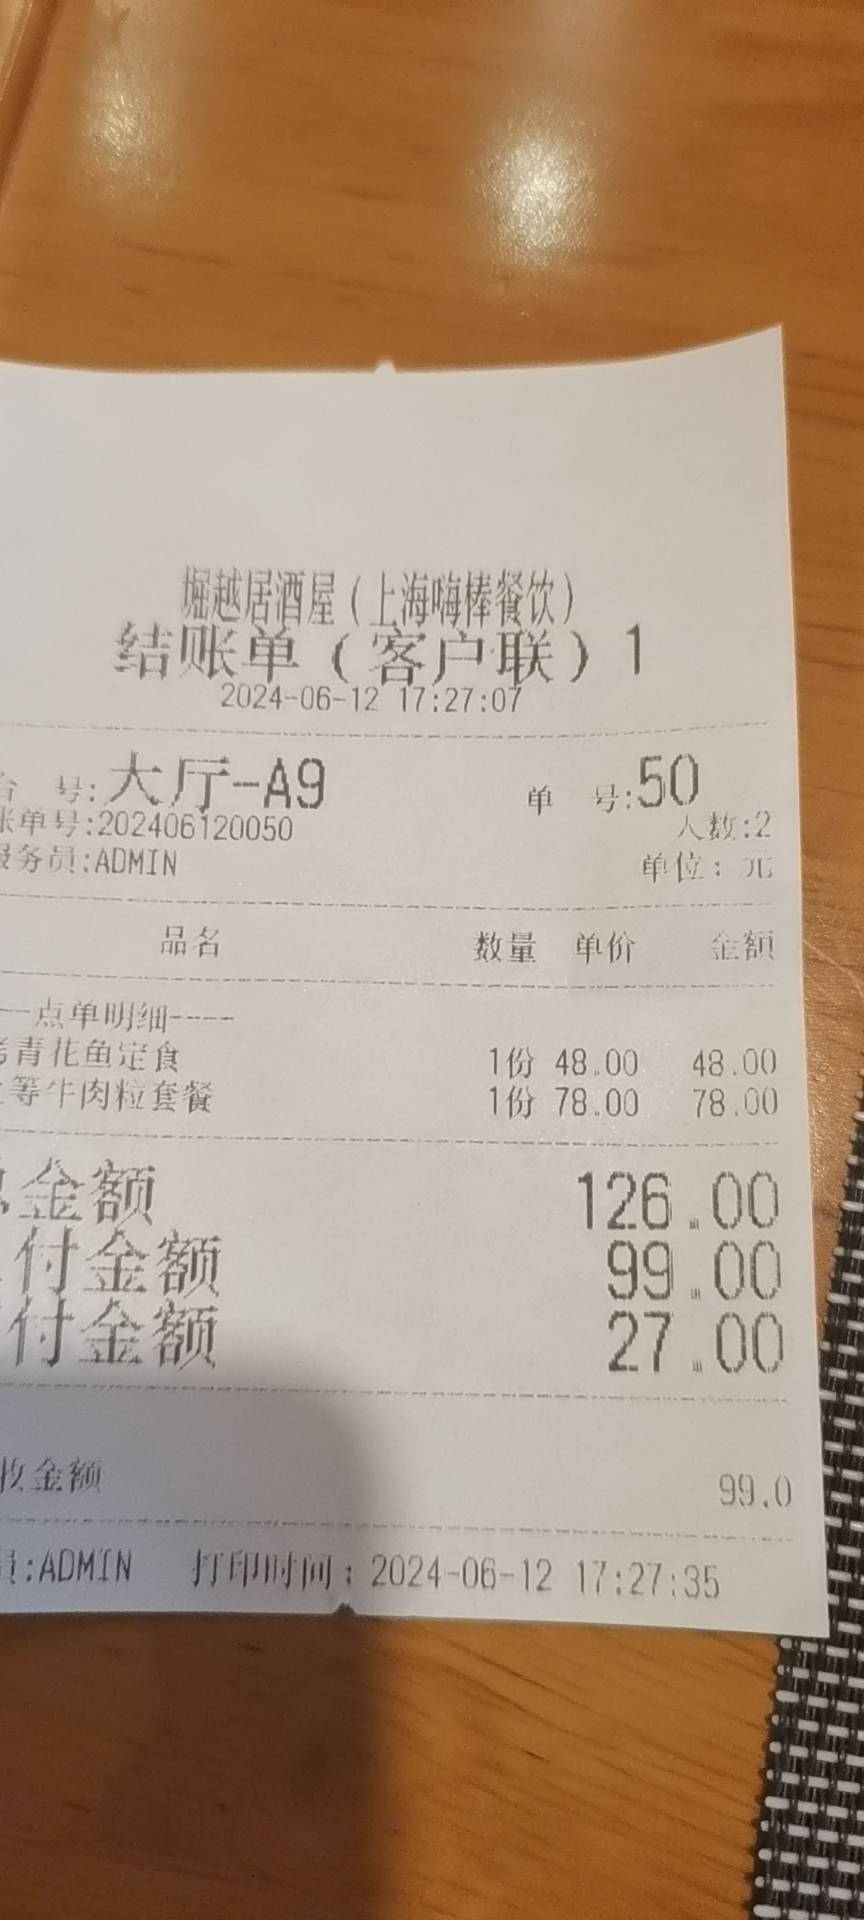 堀越居酒屋(上海嗨棒餐饮)
结账单(客户联)1
2024-06-12 17:27:07
号:大厅-A9 单 号:50
账单号:202406120050 人数:2
服务员:ADMIN 单位: 元
品名 数量 单价 金额
--点单明细-----
青花鱼定食 1份 48.00 48.00
等牛肉粒套餐 1份 78.00 78.00
金额 126.00
付金额 99.00
付金额 27.00
收金额 99.0
员:ADMIN 打印时间:2024-06-12 17:27:35